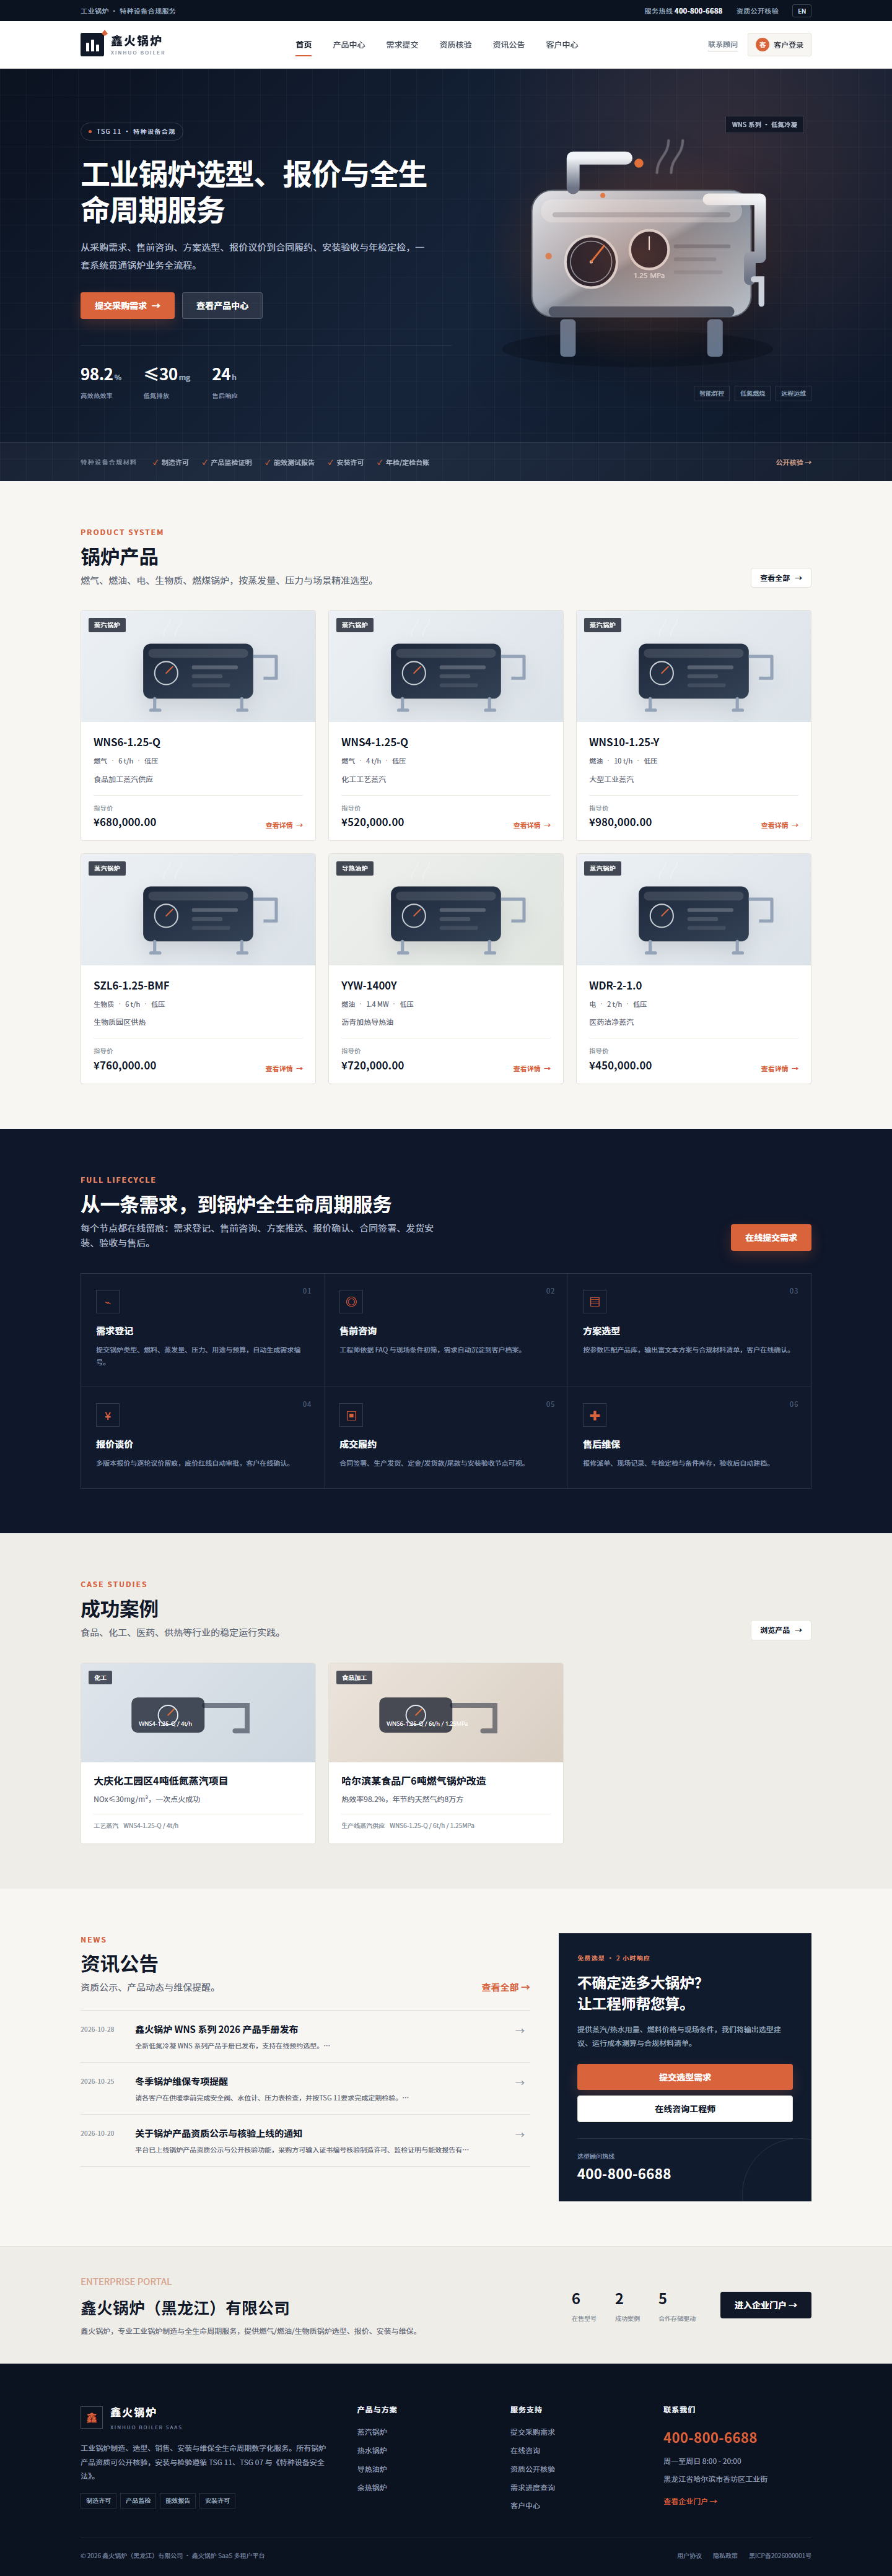 工业锅炉 · 特种设备合规服务
服务热线 400-800-6688
资质公开核验
EN
鑫火锅炉
XINHUO BOILER
首页
产品中心
需求提交
资质核验
资讯公告
客户中心
联系顾问
客 客户登录
TSG 11 · 特种设备合规
WNS 系列 · 低氮冷凝
工业锅炉选型、报价与全生
命周期服务
从采购需求、售前咨询、方案选型、报价议价到合同履约、安装验收与年检定检，一
套系统贯通锅炉业务全流程。
1.25 MPa
提交采购需求 →
查看产品中心
98.2%
≤30mg
24h
高效热效率
低氮排放
售后响应
智能群控
低氮燃烧
远程运维
特种设备合规材料
✓ 制造许可
✓ 产品监检证明
✓ 能效测试报告
✓ 安装许可
✓ 年检/定检台账
公开核验 →
PRODUCT SYSTEM
锅炉产品
燃气、燃油、电、生物质、燃煤锅炉，按蒸发量、压力与场景精准选型。
查看全部 →
蒸汽锅炉
WNS6-1.25-Q
燃气 · 6 t/h · 低压
食品加工蒸汽供应
指导价
¥680,000.00
查看详情 →
蒸汽锅炉
WNS4-1.25-Q
燃气 · 4 t/h · 低压
化工工艺蒸汽
指导价
¥520,000.00
查看详情 →
蒸汽锅炉
WNS10-1.25-Y
燃油 · 10 t/h · 低压
大型工业蒸汽
指导价
¥980,000.00
查看详情 →
蒸汽锅炉
SZL6-1.25-BMF
生物质 · 6 t/h · 低压
生物质园区供热
指导价
¥760,000.00
查看详情 →
导热油炉
YYW-1400Y
燃油 · 1.4 MW · 低压
沥青加热导热油
指导价
¥720,000.00
查看详情 →
蒸汽锅炉
WDR-2-1.0
电 · 2 t/h · 低压
医药洁净蒸汽
指导价
¥450,000.00
查看详情 →
FULL LIFECYCLE
从一条需求，到锅炉全生命周期服务
每个节点都在线留痕：需求登记、售前咨询、方案推送、报价确认、合同签署、发货安
装、验收与售后。
在线提交需求
01
需求登记
提交锅炉类型、燃料、蒸发量、压力、用途与预算，自动生成需求编
号。
02
售前咨询
工程师依据 FAQ 与现场条件初筛，需求自动沉淀到客户档案。
03
方案选型
按参数匹配产品库，输出富文本方案与合规材料清单，客户在线确认。
04
¥
报价谈价
多版本报价与逐轮议价留痕，底价红线自动审批，客户在线确认。
05
成交履约
合同签署、生产发货、定金/发货款/尾款与安装验收节点可视。
06
售后维保
报修派单、现场记录、年检定检与备件库存，验收后自动建档。
CASE STUDIES
成功案例
食品、化工、医药、供热等行业的稳定运行实践。
浏览产品 →
化工
WNS4-1.25-Q / 4t/h
大庆化工园区4吨低氮蒸汽项目
NOx≤30mg/m³，一次点火成功
工艺蒸汽 WNS4-1.25-Q / 4t/h
食品加工
WNS6-1.25-Q / 6t/h / 1.25MPa
哈尔滨某食品厂6吨燃气锅炉改造
热效率98.2%，年节约天然气约8万方
生产线蒸汽供应 WNS6-1.25-Q / 6t/h / 1.25MPa
NEWS
资讯公告
资质公示、产品动态与维保提醒。
查看全部 →
2026-10-28
鑫火锅炉 WNS 系列 2026 产品手册发布
全新低氮冷凝 WNS 系列产品手册已发布，支持在线预约选型。…
→
2026-10-25
冬季锅炉维保专项提醒
请各客户在供暖季前完成安全阀、水位计、压力表检查，并按TSG 11要求完成定期检验。…
→
2026-10-20
关于锅炉产品资质公示与核验上线的通知
平台已上线锅炉产品资质公示与公开核验功能，采购方可输入证书编号核验制造许可、监检证明与能效报告有…
→
免费选型 · 2 小时响应
不确定选多大锅炉？
让工程师帮您算。
提供蒸汽/热水用量、燃料价格与现场条件，我们将输出选型建
议、运行成本测算与合规材料清单。
提交选型需求
在线咨询工程师
选型顾问热线
400-800-6688
ENTERPRISE PORTAL
鑫火锅炉（黑龙江）有限公司
鑫火锅炉，专业工业锅炉制造与全生命周期服务，提供燃气/燃油/生物质锅炉选型、报价、安装与维保。
6
在售型号
2
成功案例
5
合作存储驱动
进入企业门户 →
鑫
鑫火锅炉
XINHUO BOILER SAAS
工业锅炉制造、选型、销售、安装与维保全生命周期数字化服务。所有锅炉
产品资质可公开核验，安装与检验遵循 TSG 11、TSG 07 与《特种设备安全
法》。
制造许可
产品监检
能效报告
安装许可
产品与方案
蒸汽锅炉
热水锅炉
导热油炉
余热锅炉
服务支持
提交采购需求
在线咨询
资质公开核验
需求进度查询
客户中心
联系我们
400-800-6688
周一至周日 8:00 - 20:00
黑龙江省哈尔滨市香坊区工业街
查看企业门户 →
© 2026 鑫火锅炉（黑龙江）有限公司 · 鑫火锅炉 SaaS 多租户平台
用户协议
隐私政策
黑ICP备2026000001号